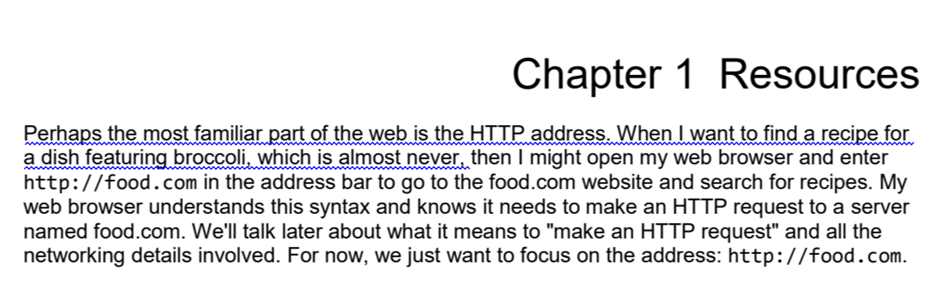 Chapter 1 Resources
Perhaps the most familiar part of the web is the HTTP address. When I want to find a recipe for
a dish featuring broccoli, which is almost never, then I might open my web browser and enter
http://food.com in the address bar to go to the food.com website and search for recipes. My
web browser understands this syntax and knows it needs to make an HTTP request to a server
named food.com. We'll talk later about what it means to "make an HTTP request" and all the
networking details involved. For now, we just want to focus on the address: http://food.com.